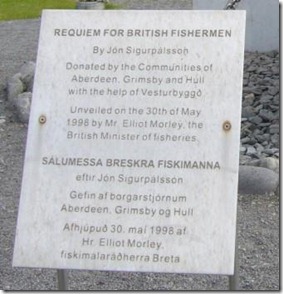 REQUIEM FOR BRITISH FISHERMEN
By Jón Sigurpálsson
Donated by the Communities of
Aberdeen, Grimsby and Hull
with the help of Vesturbyggð.
Unveiled on the 30th of May
1998 by Mr. Elliot Morley, the
British Minister of fisheries.
SÁLUMESSA BRESKRA FISKIMANNA
eftir Jón Sigurpálsson
Gefin af borgarstjórnum
Aberdeen, Grimsby og Hull
Afhjúpuð 30. maí 1998 af
Hr. Elliot Morley,
fiskimálaráðherra Breta